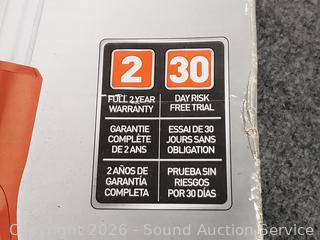 2 30
FULL 2 YEAR WARRANTY
DAY RISK FREE TRIAL
GARANTIE COMPLÈTE DE 2 ANS
ESSAI DE 30 JOURS SANS OBLIGATION
2 AÑOS DE GARANTÍA COMPLETA
PRUEBA SIN RIESGOS POR 30 DÍAS
Copyright 2026 - Sound Auction Service